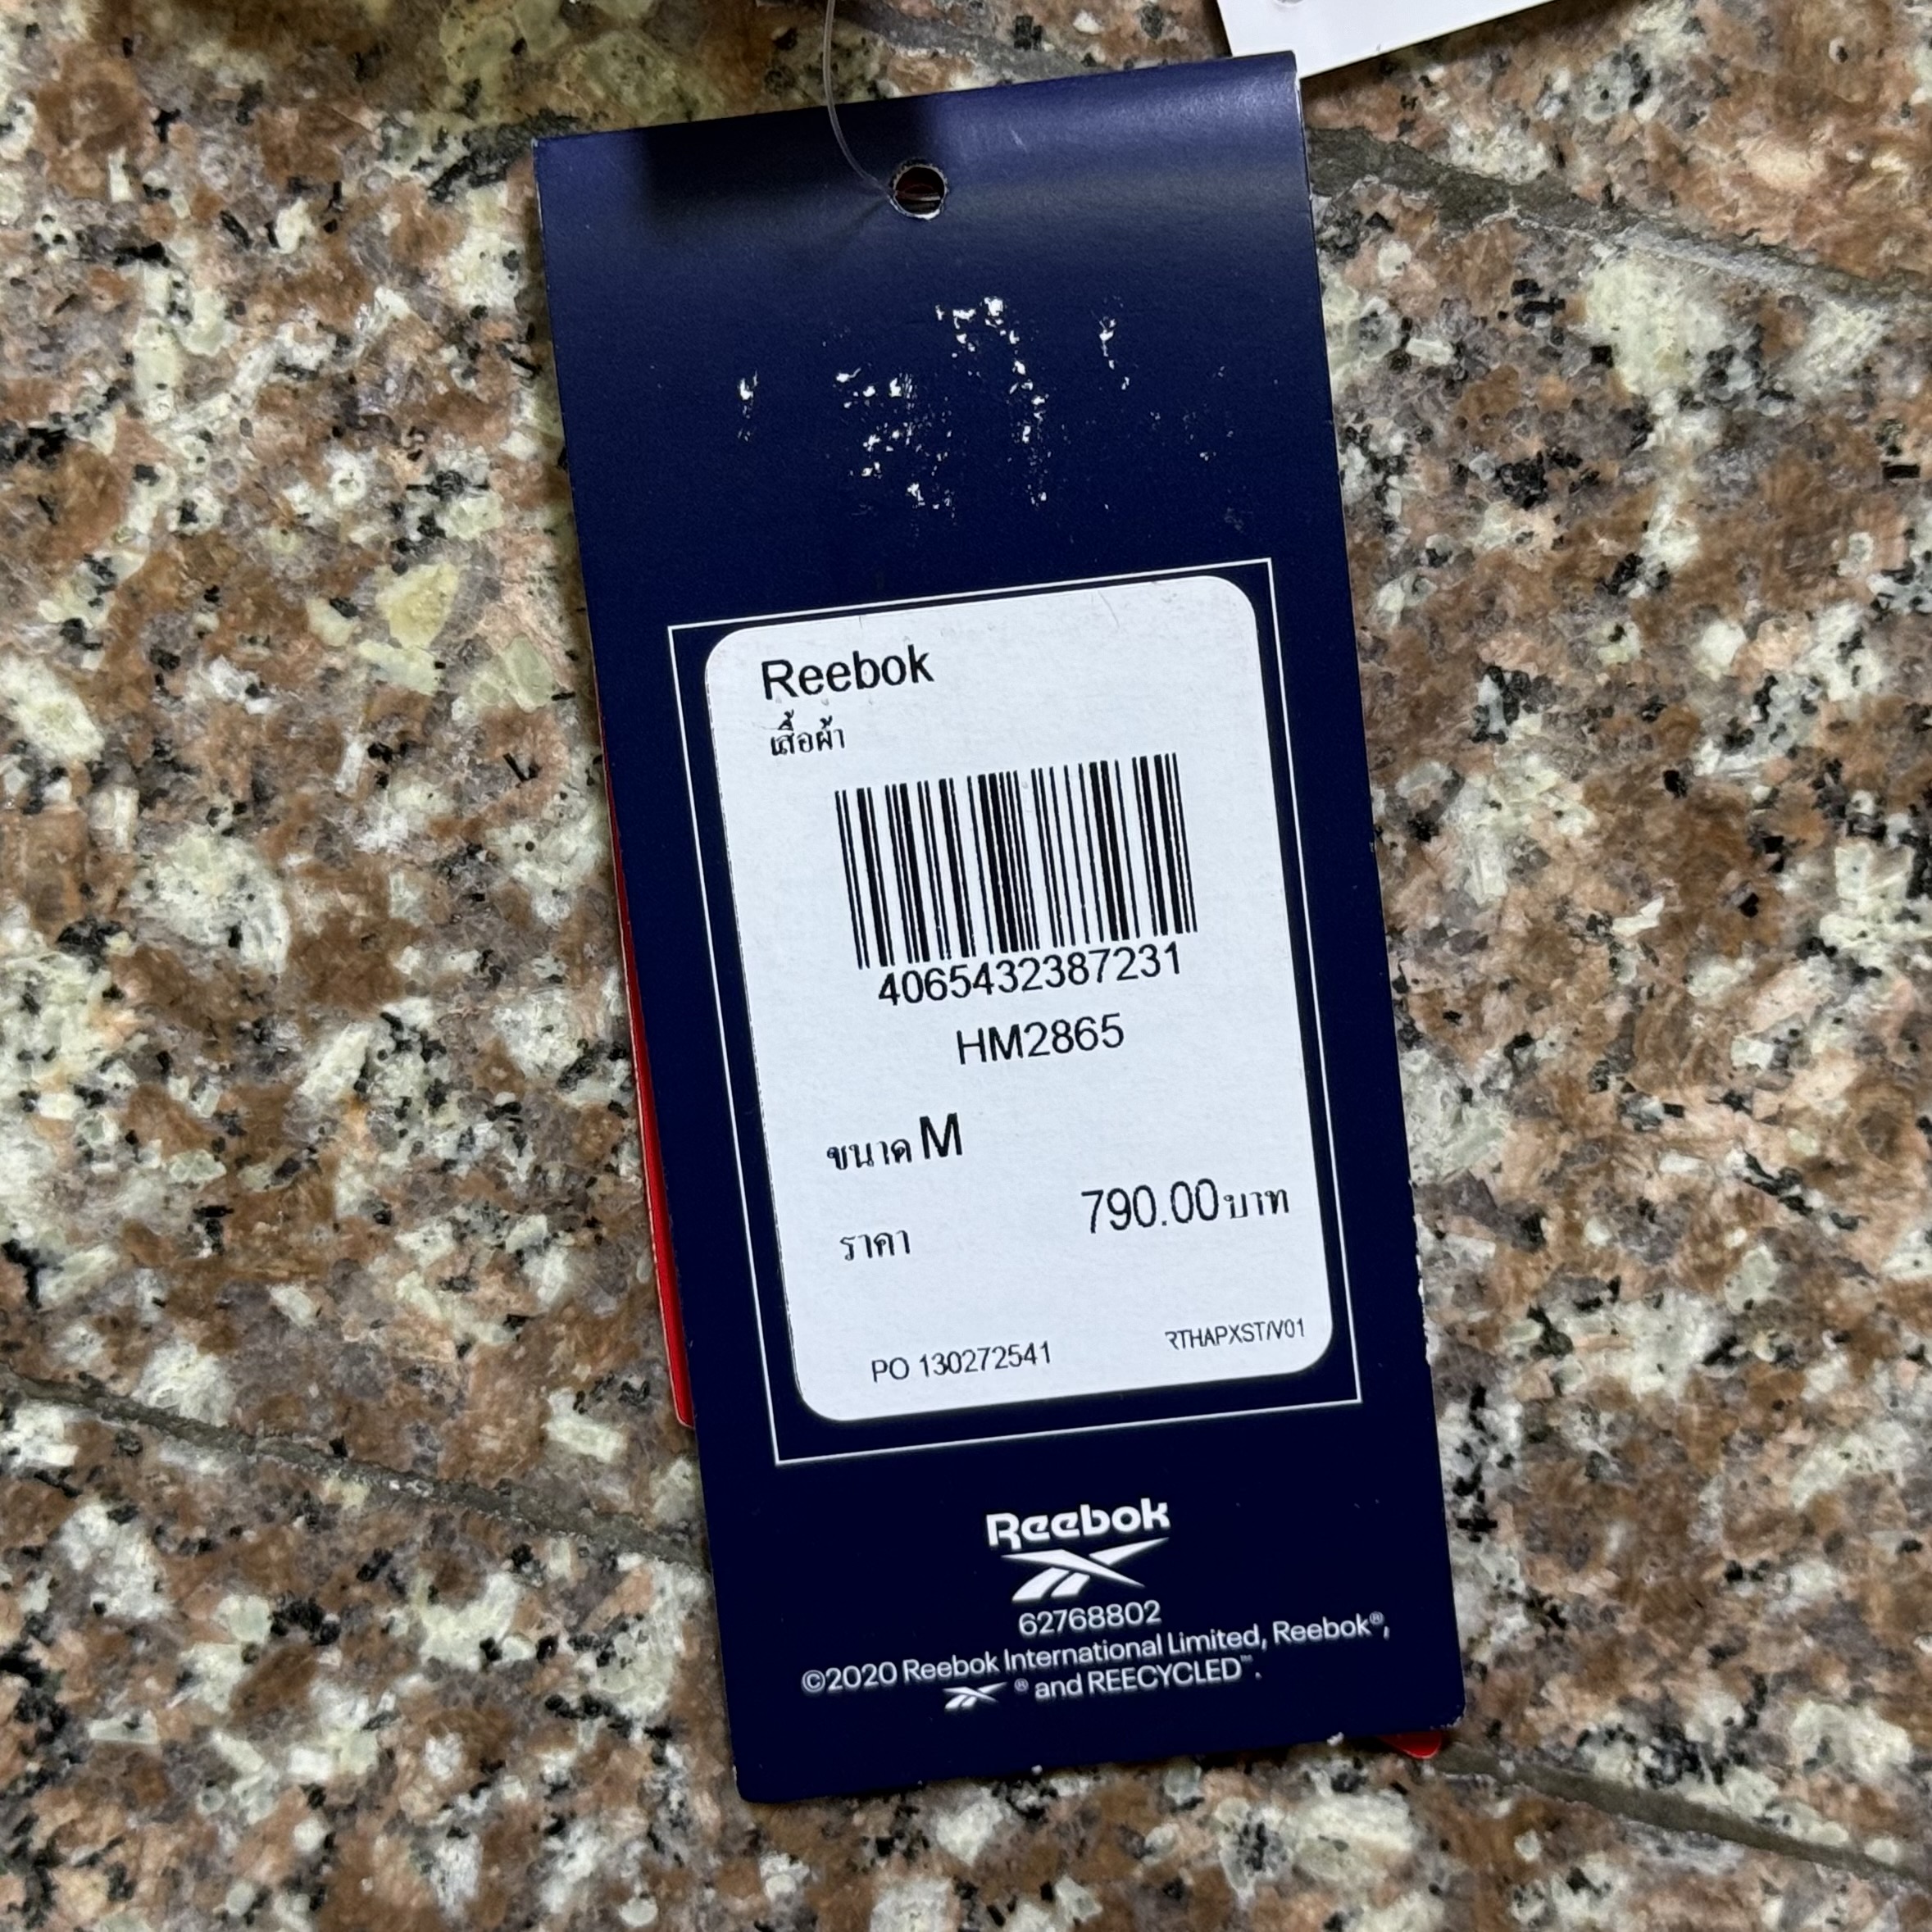 Reebok
เสื้อผ้า
4065432387231
HM2865
ขนาด M
ราคา 790.00บาท
PO 130272541 RTHAPXST/V01
Reebok
62768802
©2020 Reebok International Limited, Reebok®,
® and REECYCLED™.